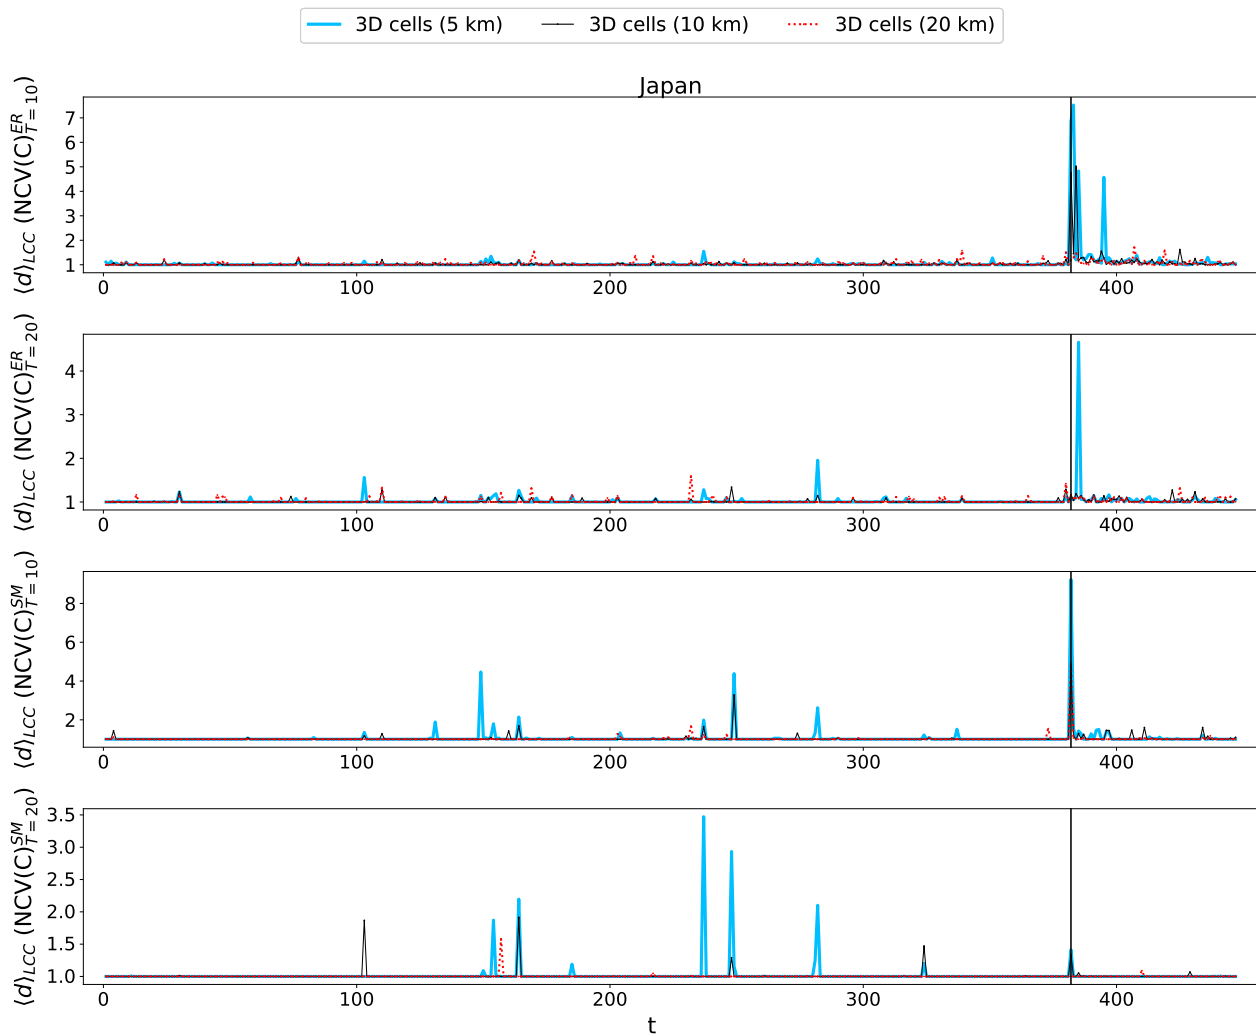 3D cells (5 km) 3D cells (10 km) 3D cells (20 km)
Japan
⟨d⟩LCC (NCV(C)ER T=10)
7
6
5
4
3
2
1
0 100 200 300 400
⟨d⟩LCC (NCV(C)ER T=20)
4
3
2
1
0 100 200 300 400
⟨d⟩LCC (NCV(C)SM T=10)
8
6
4
2
0 100 200 300 400
⟨d⟩LCC (NCV(C)SM T=20)
3.5
3.0
2.5
2.0
1.5
1.0
0 100 200 300 400
t